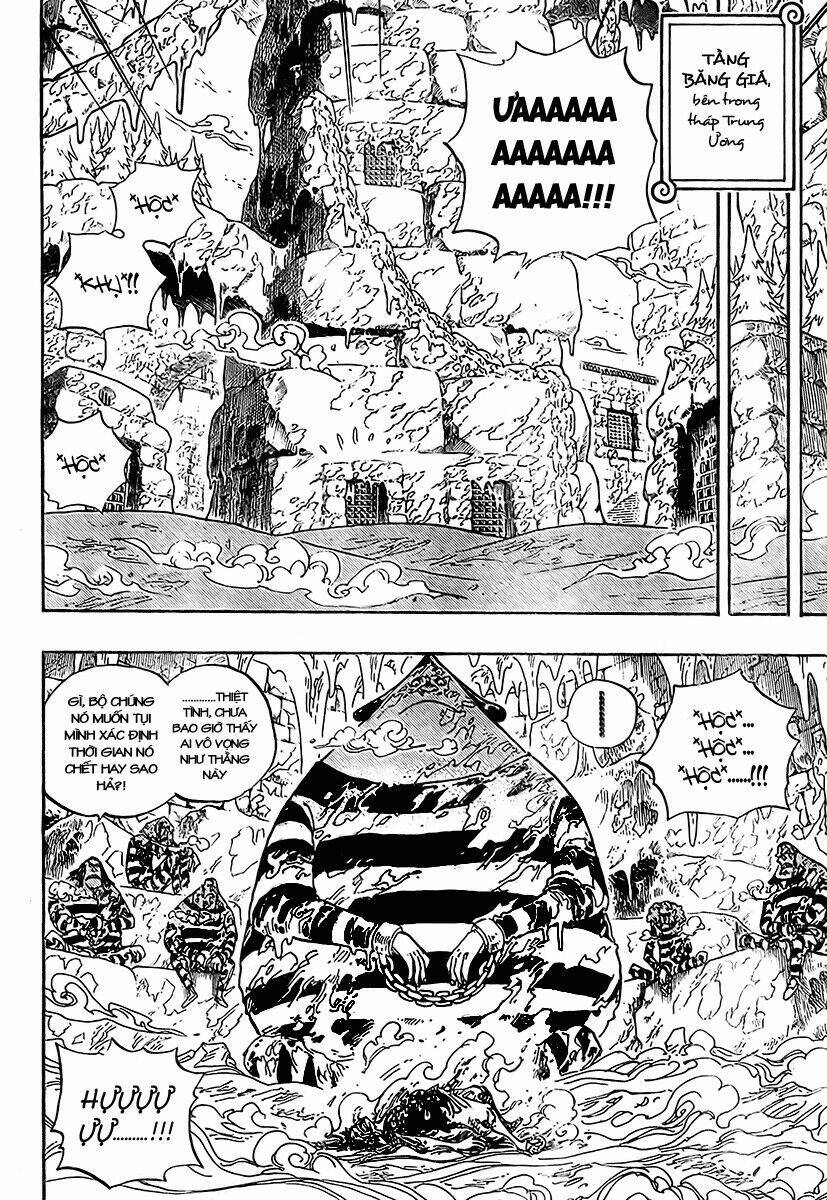 TẦNG
BĂNG GIÁ,
bên trong
tháp Trung
Ương
ƯAAAAAA
AAAAAAA
AAAAA!!!
*HỘC*
*KHỤ*!!
*HỘC*
*HỘC*...
*HỘC*...
*HỘC*......!!!
............THIỆT
TÌNH, CHƯA
BAO GIỜ THẤY
AI VÔ VỌNG
NHƯ THẰNG
NÀY
GÌ, BỘ CHÚNG
NÓ MUỐN TỤI
MÌNH XÁC ĐỊNH
THỜI GIAN NÓ
CHẾT HAY SAO
HẢ?!
HỰỰỰỰ
ỰỰ..........!!!